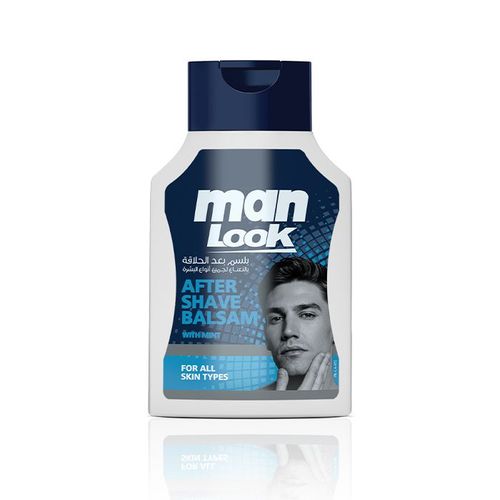 man
Look
بلسم بعد الحلاقة
بالنعناع لجميع أنواع البشرة
AFTER
SHAVE
BALSAM
WITH MINT
FOR ALL
SKIN TYPES